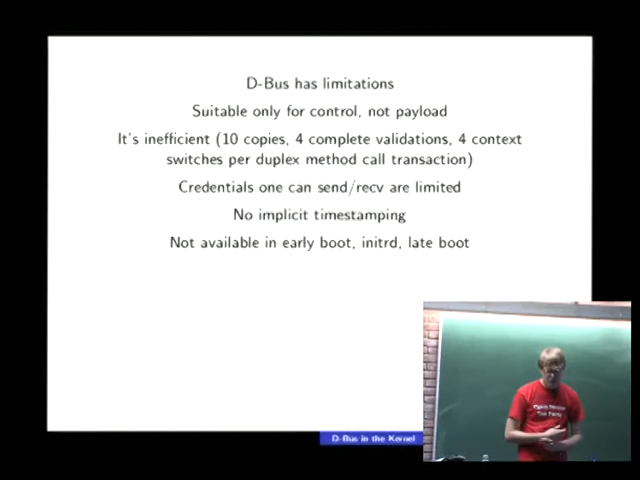 D-Bus has limitations
Suitable only for control, not payload
It's inefficient (10 copies, 4 complete validations, 4 context
switches per duplex method call transaction)
Credentials one can send/recv are limited
No implicit timestamping
Not available in early boot, initrd, late boot
D-Bus in the Kernel